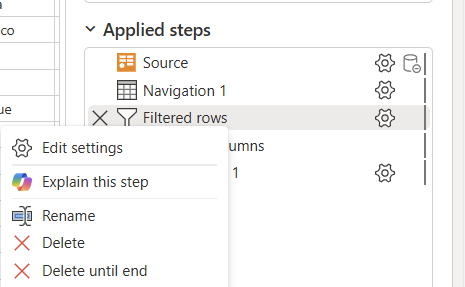 Applied steps
co
Source
Navigation 1
ue
Filtered rows
Edit settings
umns
Explain this step
1
Rename
Delete
Delete until end